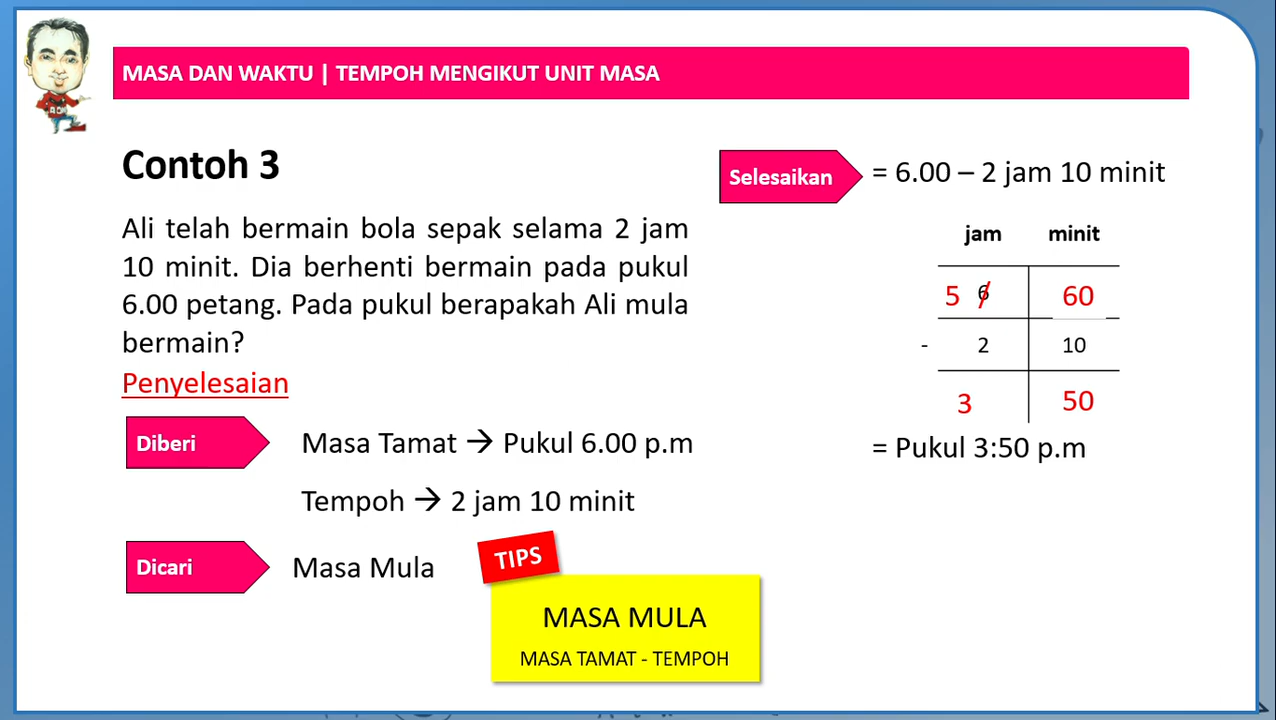 MASA DAN WAKTU | TEMPOH MENGIKUT UNIT MASA
Contoh 3
Ali telah bermain bola sepak selama 2 jam
10 minit. Dia berhenti bermain pada pukul
6.00 petang. Pada pukul berapakah Ali mula
bermain?
Penyelesaian
Diberi
Masa Tamat → Pukul 6.00 p.m
Tempoh → 2 jam 10 minit
Dicari
Masa Mula
TIPS
MASA MULA
MASA TAMAT - TEMPOH
Selesaikan
= 6.00 – 2 jam 10 minit
jam minit
5 6 60
- 2 10
3 50
= Pukul 3:50 p.m